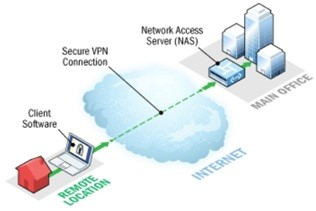 Network Access
Server (NAS)
Secure VPN
Connection
MAIN OFFICE
Client
Software
INTERNET
REMOTE
LOCATION